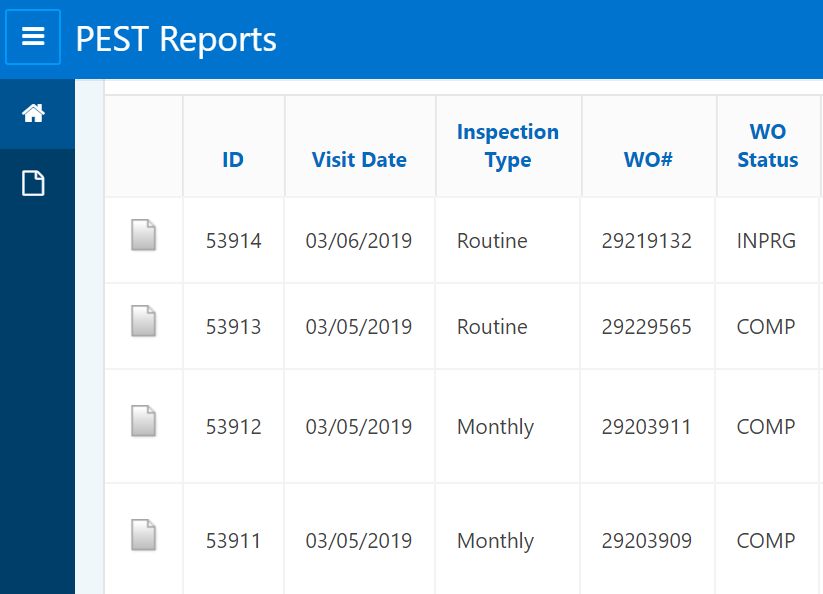 PEST Reports
ID Visit Date Inspection Type WO# WO Status
53914 03/06/2019 Routine 29219132 INPRG
53913 03/05/2019 Routine 29229565 COMP
53912 03/05/2019 Monthly 29203911 COMP
53911 03/05/2019 Monthly 29203909 COMP